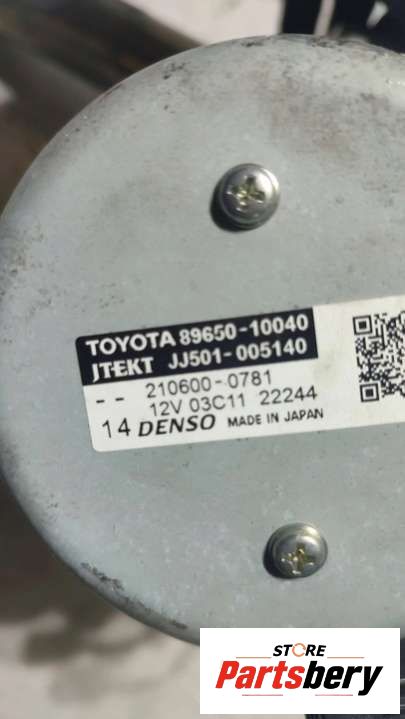 TOYOTA 89650-10040
JTEKT JJ501-005140
-- 210600-0781
12V 03C11 22244
14 DENSO MADE IN JAPAN
STORE
Partsbery